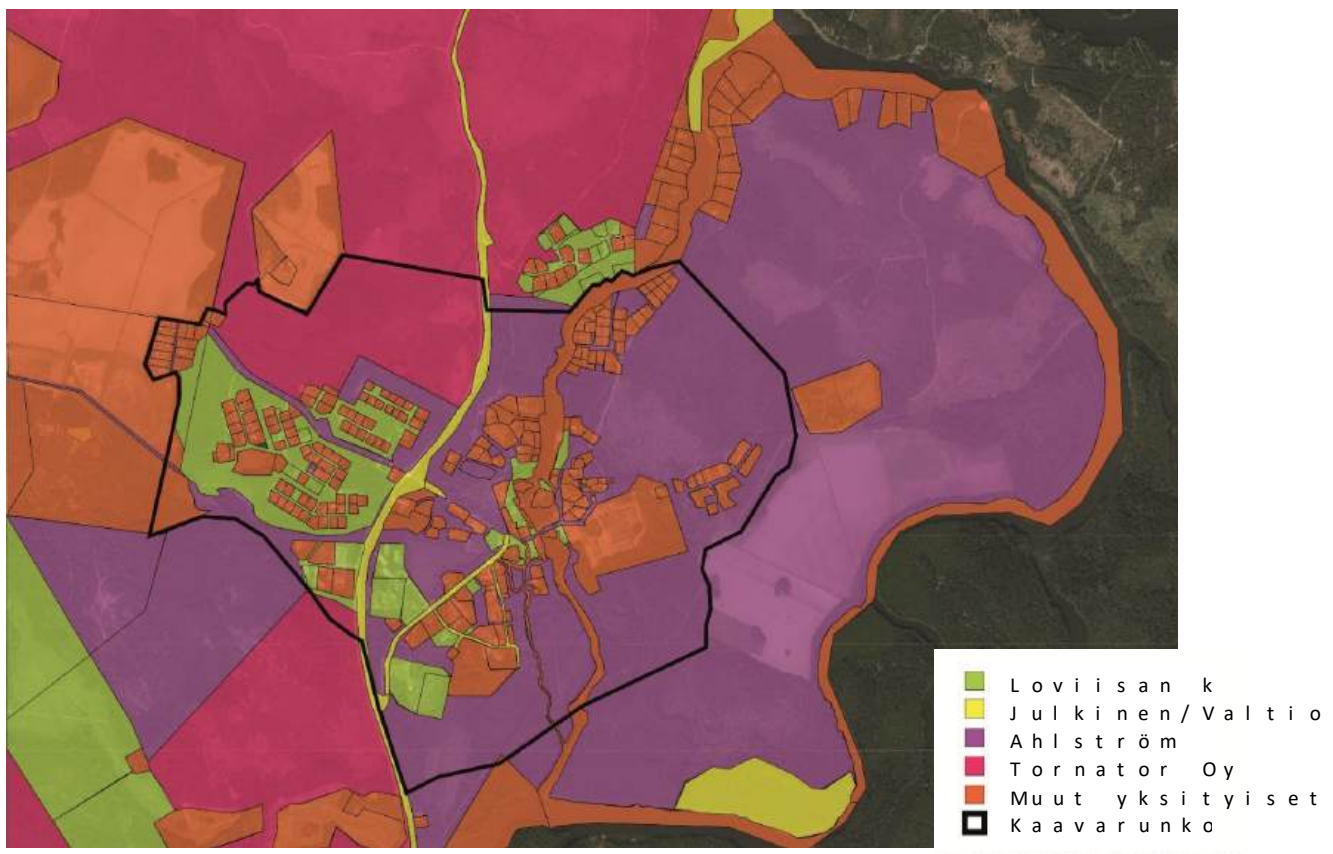 Loviisan k
Julkinen/Valtio
Ahlström
Tornator Oy
Muut yksityiset
Kaavarunko